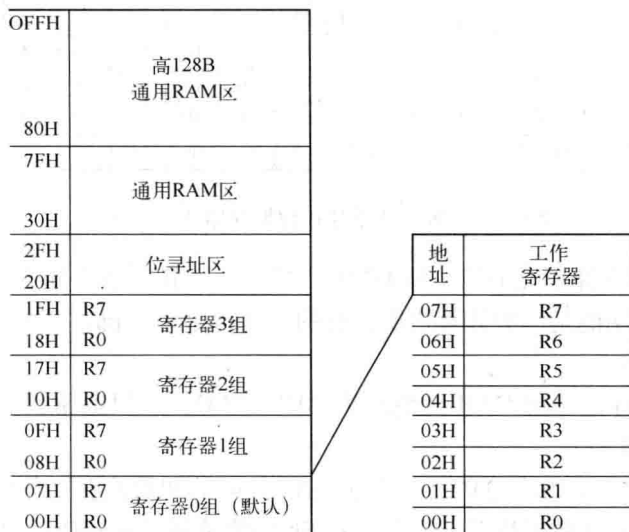 OFFH
高128B
通用RAM区
80H
7FH
通用RAM区
30H
2FH
位寻址区
20H
1FH R7
寄存器3组
18H R0
17H R7
寄存器2组
10H R0
0FH R7
寄存器1组
08H R0
07H R7
寄存器0组（默认）
00H R0
地址 工作寄存器
07H R7
06H R6
05H R5
04H R4
03H R3
02H R2
01H R1
00H R0